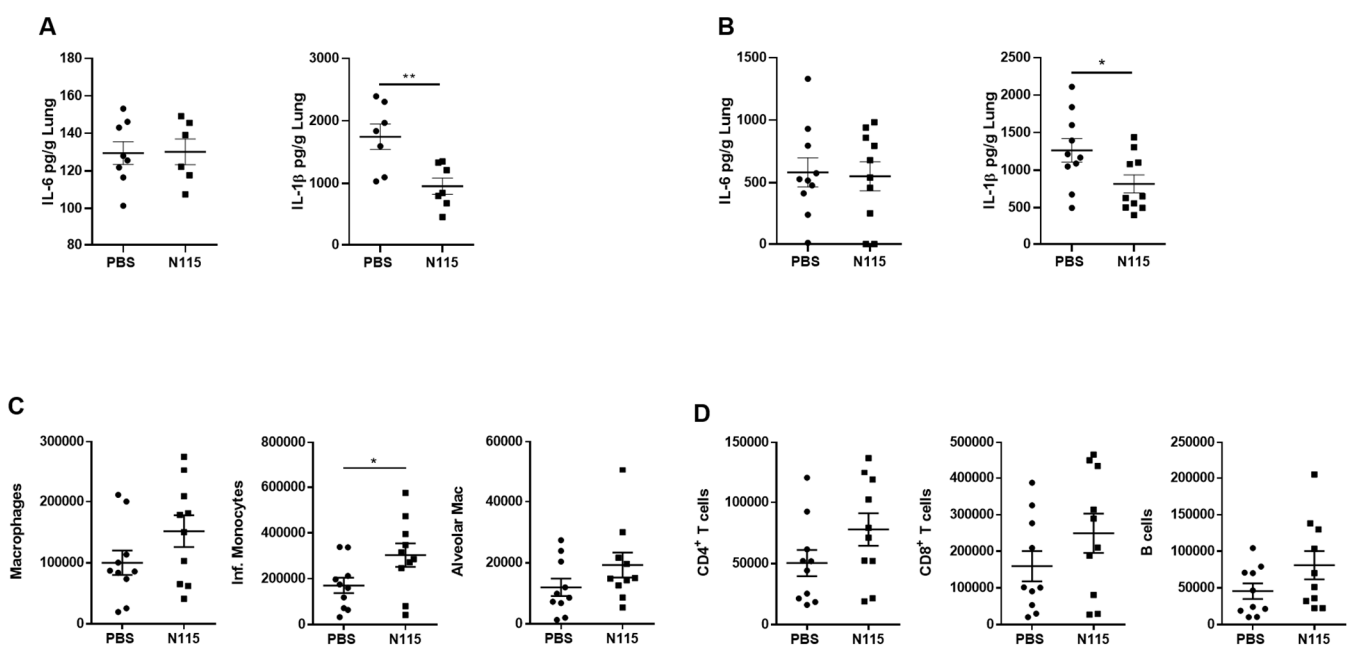 A
IL-6 pg/g Lung
180
160
140
120
100
80
PBS
N115
IL-1β pg/g Lung
3000
2000
1000
0
**
PBS
N115
B
IL-6 pg/g Lung
1500
1000
500
0
PBS
N115
IL-1β pg/g Lung
2500
2000
1500
1000
500
0
*
PBS
N115
C
Macrophages
300000
200000
100000
0
PBS
N115
Inf. Monocytes
800000
600000
400000
200000
0
*
PBS
N115
Alveolar Mac
60000
40000
20000
0
PBS
N115
D
CD4⁺ T cells
150000
100000
50000
0
PBS
N115
CD8⁺ T cells
500000
400000
300000
200000
100000
0
PBS
N115
B cells
250000
200000
150000
100000
50000
0
PBS
N115